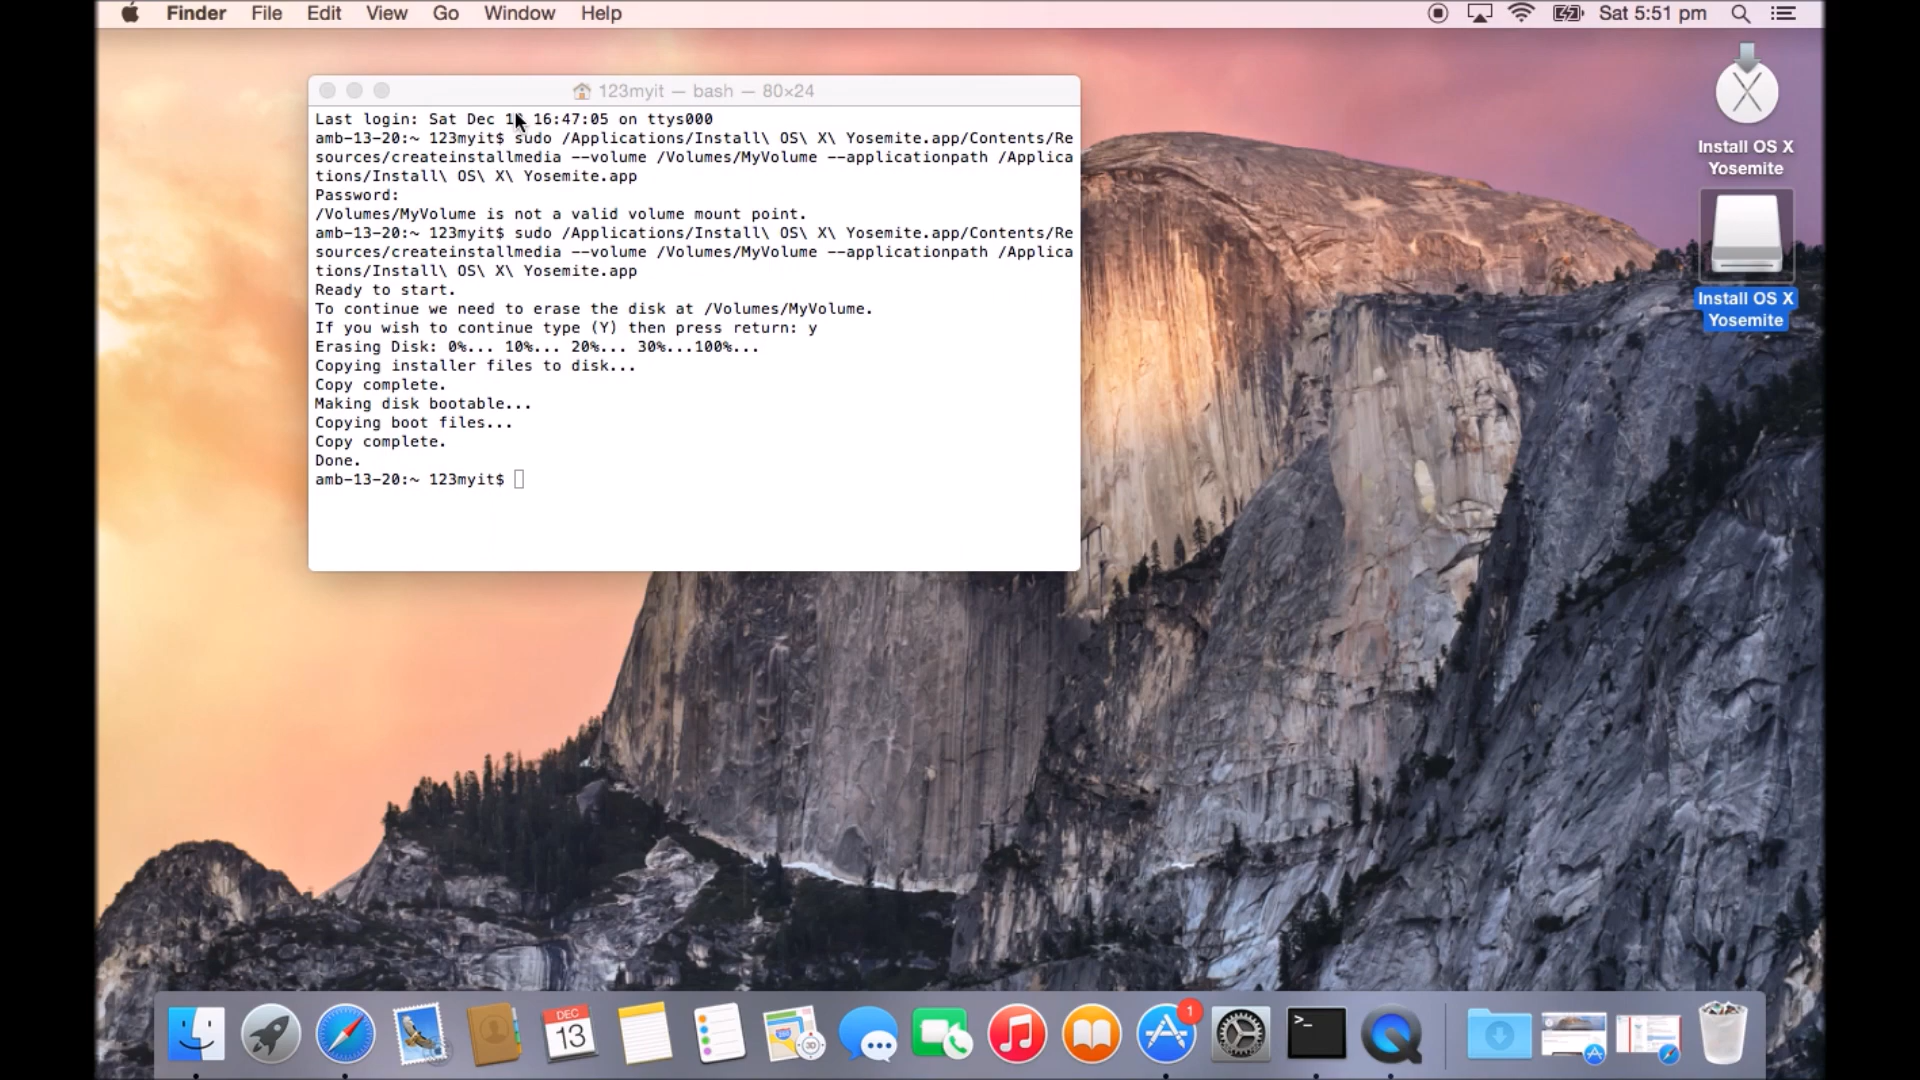 Finder File Edit View Go Window Help Sat 5:51 pm
123myit — bash — 80×24
Last login: Sat Dec 16:47:05 on ttys000
amb-13-20:~ 123myit$ sudo /Applications/Install\ OS\ X\ Yosemite.app/Contents/Re
sources/createinstallmedia --volume /Volumes/MyVolume --applicationpath /Applica
tions/Install\ OS\ X\ Yosemite.app
Password:
/Volumes/MyVolume is not a valid volume mount point.
amb-13-20:~ 123myit$ sudo /Applications/Install\ OS\ X\ Yosemite.app/Contents/Re
sources/createinstallmedia --volume /Volumes/MyVolume --applicationpath /Applica
tions/Install\ OS\ X\ Yosemite.app
Ready to start.
To continue we need to erase the disk at /Volumes/MyVolume.
If you wish to continue type (Y) then press return: y
Erasing Disk: 0%... 10%... 20%... 30%...100%...
Copying installer files to disk...
Copy complete.
Making disk bootable...
Copying boot files...
Copy complete.
Done.
amb-13-20:~ 123myit$
Install OS X
Yosemite
Install OS X
Yosemite
DEC
13
280
3D
1
>_